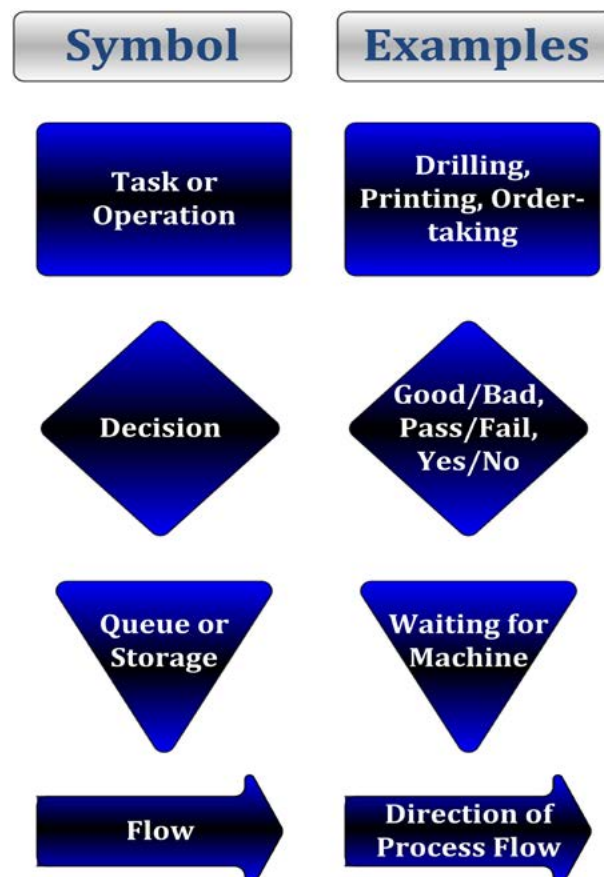 Symbol
Examples
Task or
Operation
Drilling,
Printing, Order-
taking
Decision
Good/Bad,
Pass/Fail,
Yes/No
Queue or
Storage
Waiting for
Machine
Flow
Direction of
Process Flow